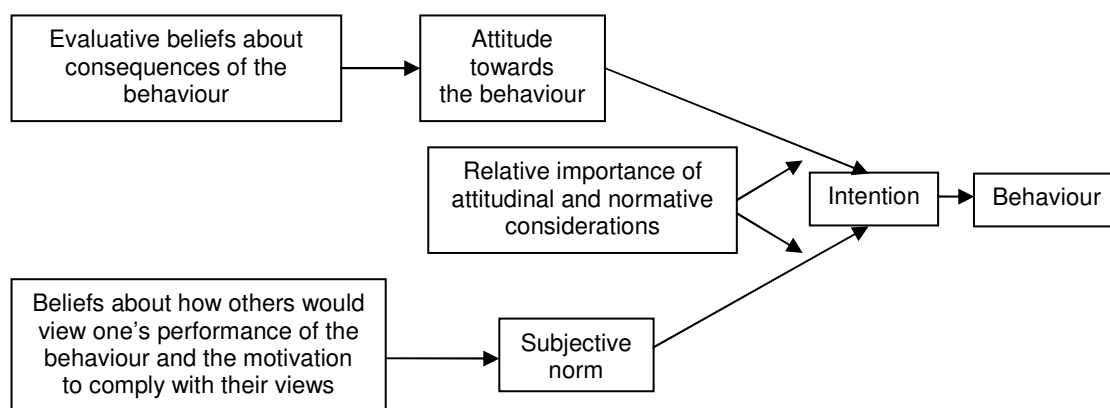 Evaluative beliefs about
consequences of the
behaviour
Attitude
towards
the behaviour
Relative importance of
attitudinal and normative
considerations
Intention
Behaviour
Beliefs about how others would
view one's performance of the
behaviour and the motivation
to comply with their views
Subjective
norm